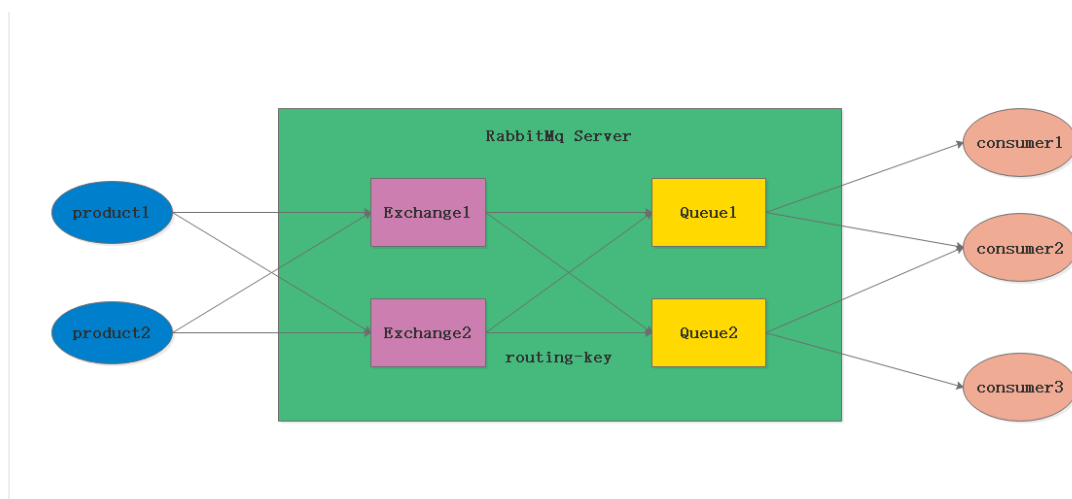 RabbitMq Server
product1
Exchange1
Queue1
consumer1
consumer2
product2
Exchange2
Queue2
routing-key
consumer3